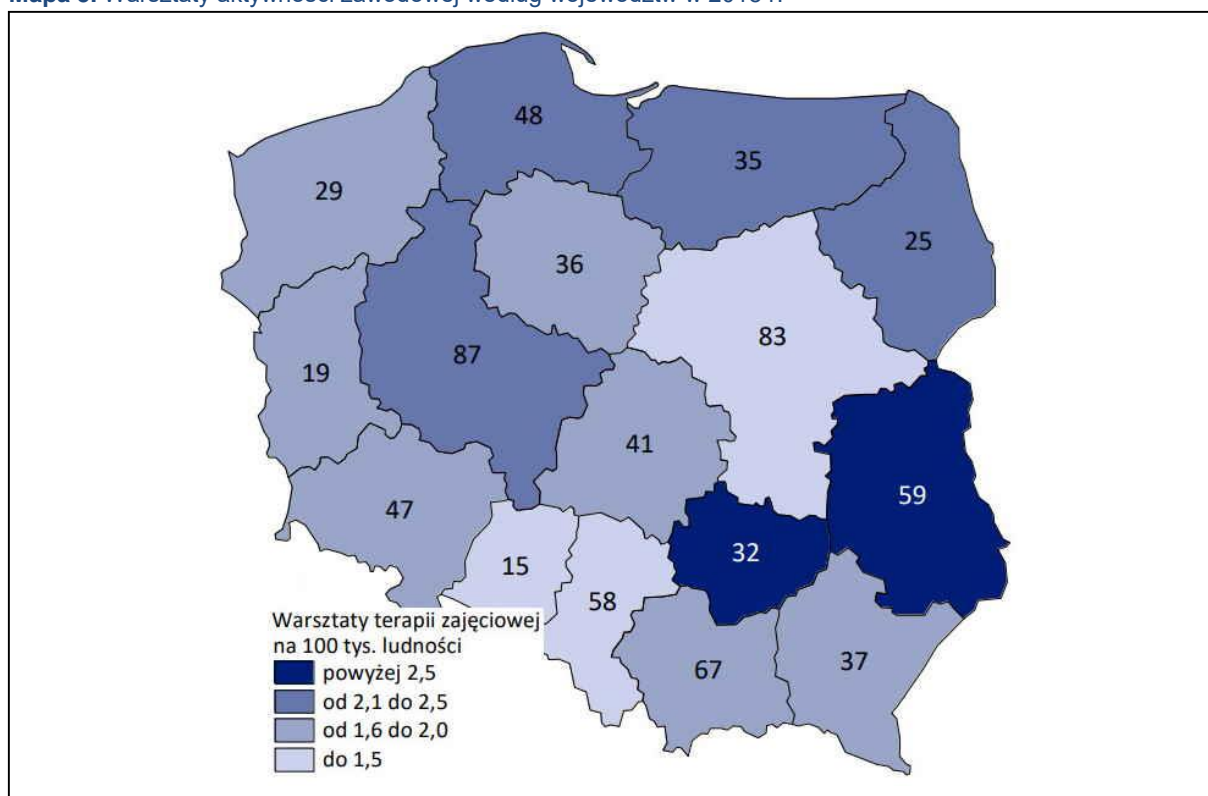 48
35
29
25
36
83
87
19
41
59
47
32
15
58
67
37
Warsztaty terapii zajęciowej
na 100 tys. ludności
powyżej 2,5
od 2,1 do 2,5
od 1,6 do 2,0
do 1,5